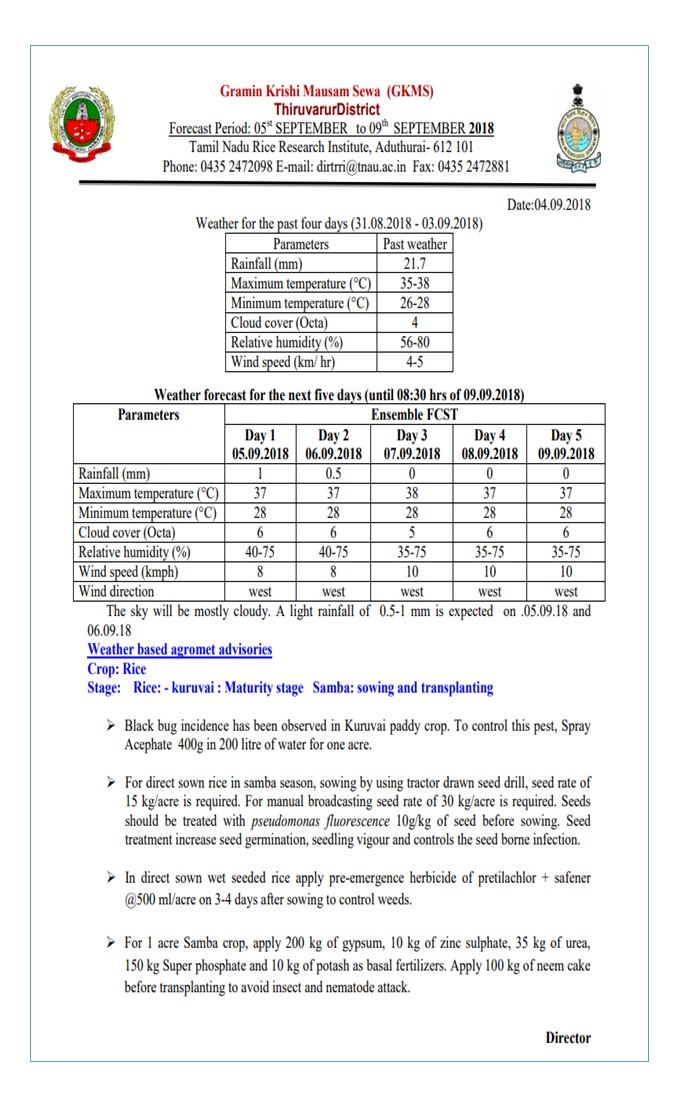 Gramin Krishi Mausam Sewa (GKMS)
ThiruvarurDistrict
Forecast Period: 05st SEPTEMBER to 09th SEPTEMBER 2018
Tamil Nadu Rice Research Institute, Aduthurai- 612 101
Phone: 0435 2472098 E-mail: dirtrri@tnau.ac.in Fax: 0435 2472881
Date:04.09.2018
Weather for the past four days (31.08.2018 - 03.09.2018)
Parameters Past weather
Rainfall (mm) 21.7
Maximum temperature (°C) 35-38
Minimum temperature (°C) 26-28
Cloud cover (Octa) 4
Relative humidity (%) 56-80
Wind speed (km/ hr) 4-5
Weather forecast for the next five days (until 08:30 hrs of 09.09.2018)
Parameters Ensemble FCST
Day 1 Day 2 Day 3 Day 4 Day 5
05.09.2018 06.09.2018 07.09.2018 08.09.2018 09.09.2018
Rainfall (mm) 1 0.5 0 0 0
Maximum temperature (°C) 37 37 38 37 37
Minimum temperature (°C) 28 28 28 28 28
Cloud cover (Octa) 6 6 5 6 6
Relative humidity (%) 40-75 40-75 35-75 35-75 35-75
Wind speed (kmph) 8 8 10 10 10
Wind direction west west west west west
The sky will be mostly cloudy. A light rainfall of 0.5-1 mm is expected on .05.09.18 and
06.09.18
Weather based agromet advisories
Crop: Rice
Stage: Rice: - kuruvai : Maturity stage Samba: sowing and transplanting
➢ Black bug incidence has been observed in Kuruvai paddy crop. To control this pest, Spray
Acephate 400g in 200 litre of water for one acre.
➢ For direct sown rice in samba season, sowing by using tractor drawn seed drill, seed rate of
15 kg/acre is required. For manual broadcasting seed rate of 30 kg/acre is required. Seeds
should be treated with pseudomonas fluorescence 10g/kg of seed before sowing. Seed
treatment increase seed germination, seedling vigour and controls the seed borne infection.
➢ In direct sown wet seeded rice apply pre-emergence herbicide of pretilachlor + safener
@500 ml/acre on 3-4 days after sowing to control weeds.
➢ For 1 acre Samba crop, apply 200 kg of gypsum, 10 kg of zinc sulphate, 35 kg of urea,
150 kg Super phosphate and 10 kg of potash as basal fertilizers. Apply 100 kg of neem cake
before transplanting to avoid insect and nematode attack.
Director